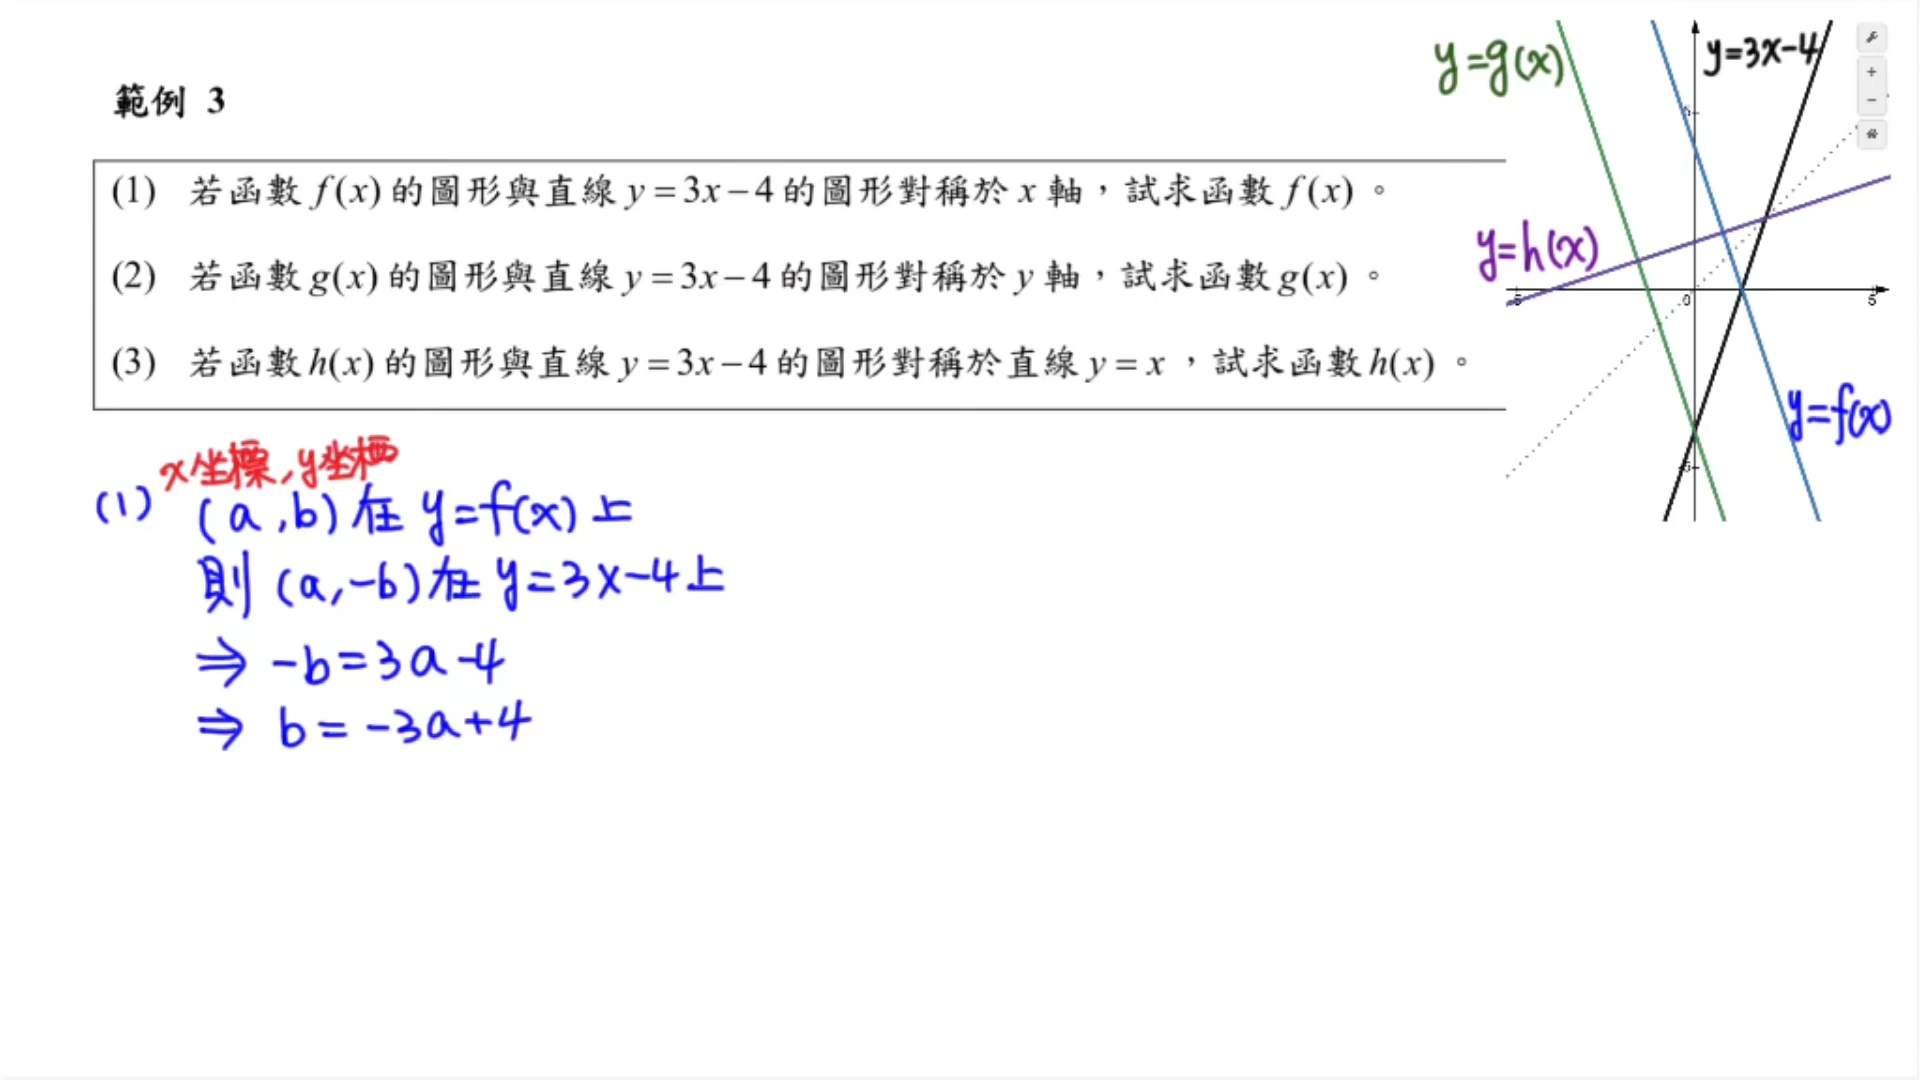 範例 3
(1) 若函數 f(x) 的圖形與直線 y = 3x − 4 的圖形對稱於 x 軸，試求函數 f(x)。
(2) 若函數 g(x) 的圖形與直線 y = 3x − 4 的圖形對稱於 y 軸，試求函數 g(x)。
(3) 若函數 h(x) 的圖形與直線 y = 3x − 4 的圖形對稱於直線 y = x ，試求函數 h(x)。
y=g(x)
y=3x-4
y=h(x)
0
5
y=f(x)
x坐標,y坐標
(1) (a,b)在 y=f(x)上
則 (a,-b)在 y=3x-4上
⇒ -b=3a-4
⇒ b=-3a+4